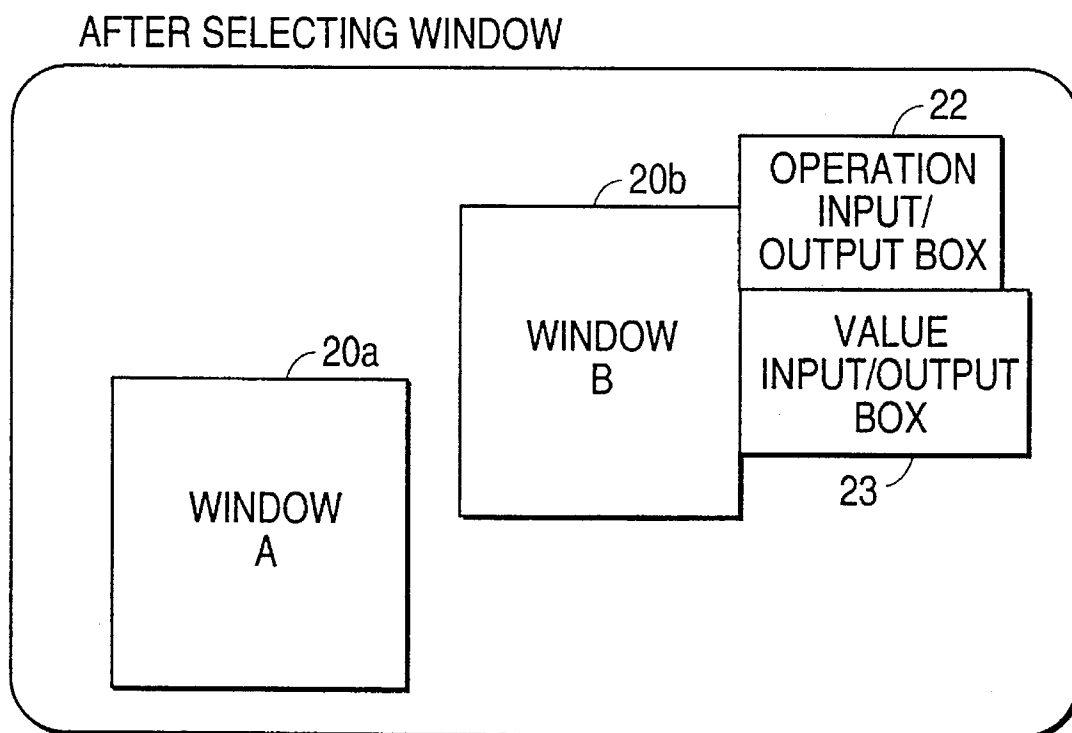 AFTER SELECTING WINDOW
22
OPERATION
INPUT/
OUTPUT BOX
20b
WINDOW
B
VALUE
INPUT/OUTPUT
BOX
23
20a
WINDOW
A